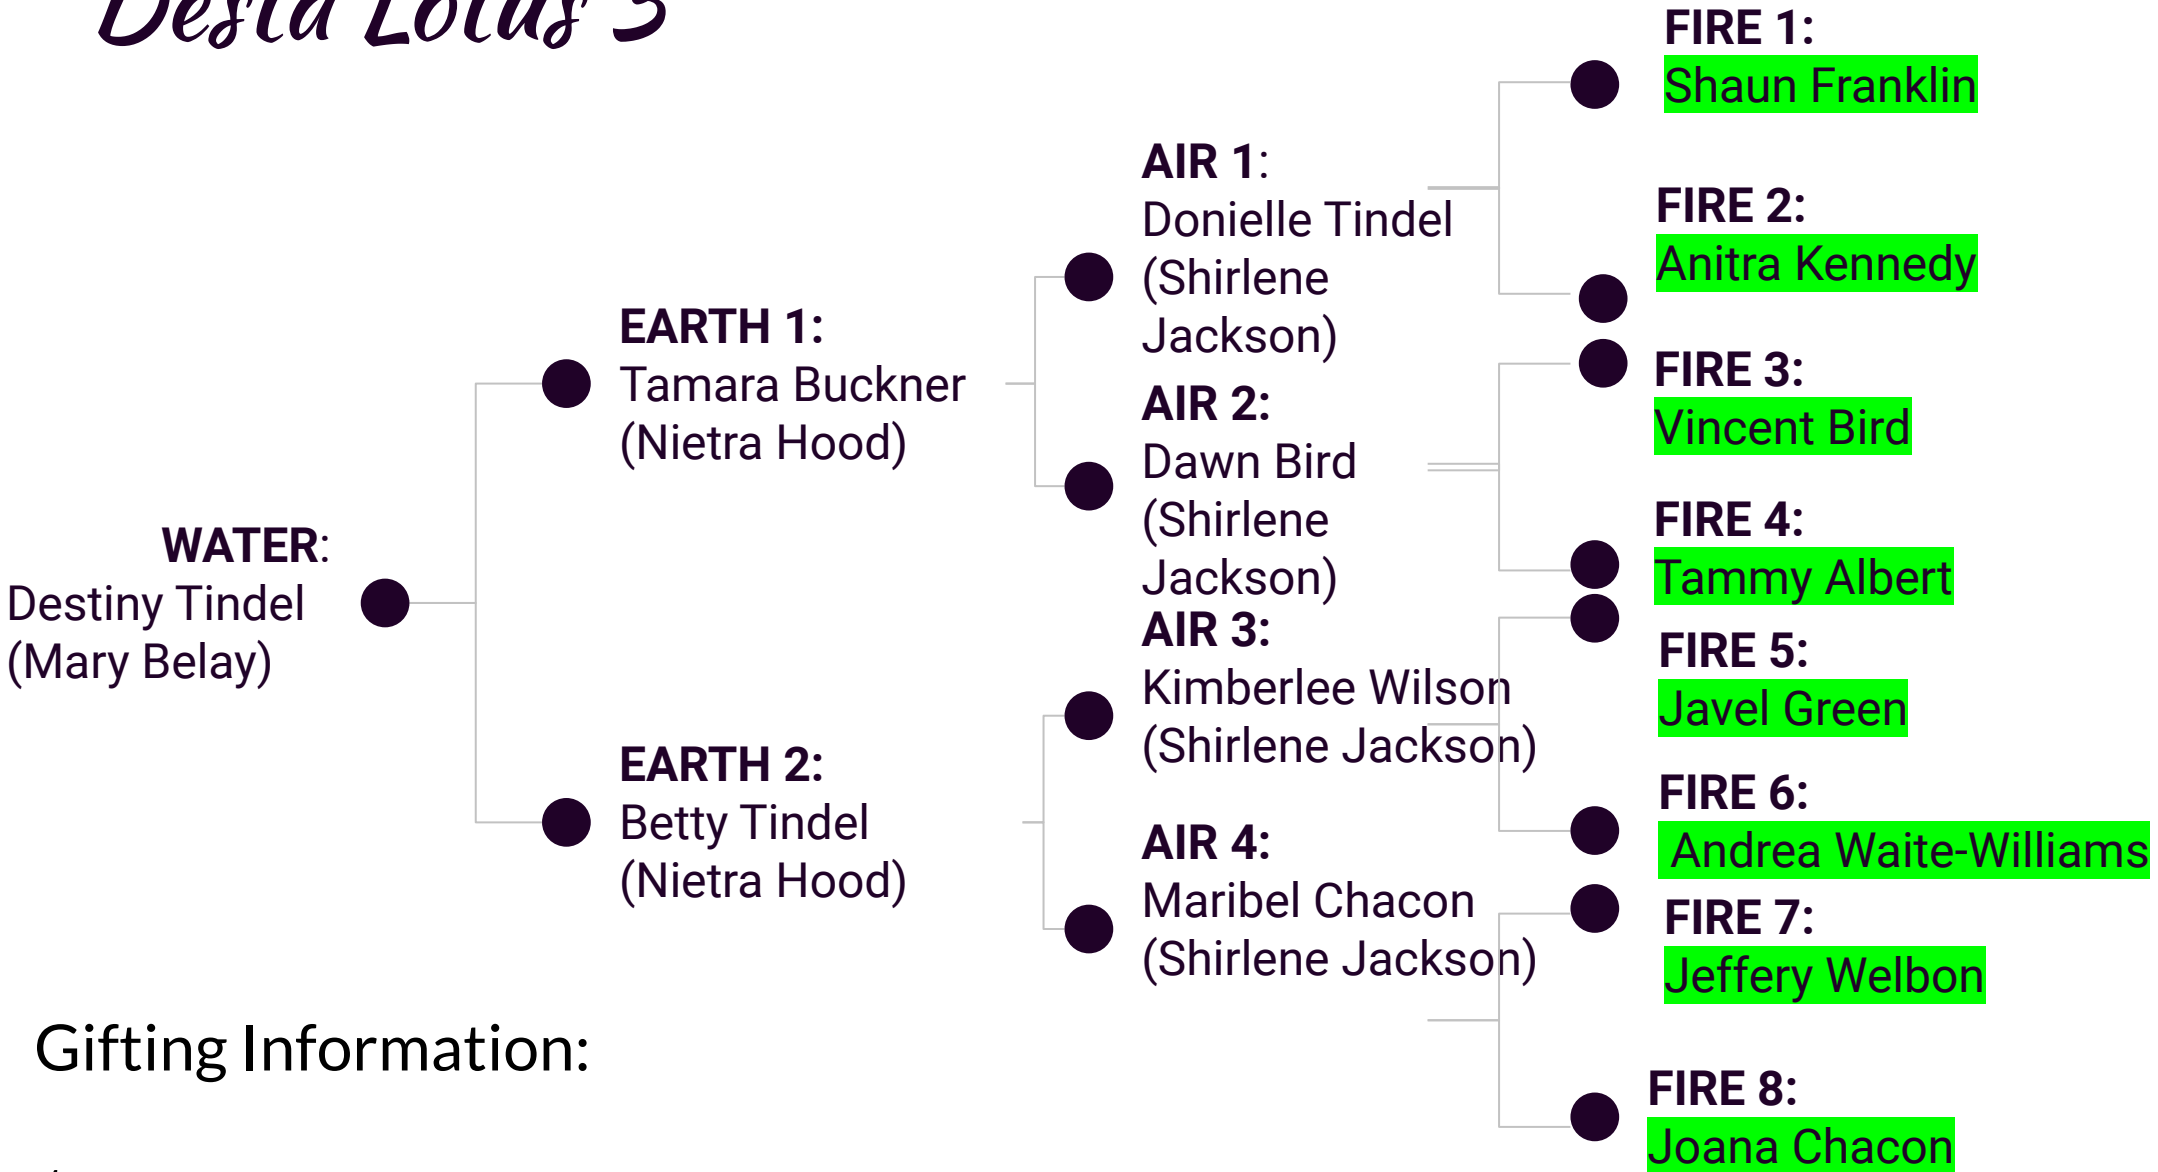 Desta Lotus 3
WATER:
Destiny Tindel
(Mary Belay)
EARTH 1:
Tamara Buckner
(Nietra Hood)
EARTH 2:
Betty Tindel
(Nietra Hood)
AIR 1:
Donielle Tindel
(Shirlene
Jackson)
AIR 2:
Dawn Bird
(Shirlene
Jackson)
AIR 3:
Kimberlee Wilson
(Shirlene Jackson)
AIR 4:
Maribel Chacon
(Shirlene Jackson)
FIRE 1:
Shaun Franklin
FIRE 2:
Anitra Kennedy
FIRE 3:
Vincent Bird
FIRE 4:
Tammy Albert
FIRE 5:
Javel Green
FIRE 6:
Andrea Waite-Williams
FIRE 7:
Jeffery Welbon
FIRE 8:
Joana Chacon
Gifting Information: